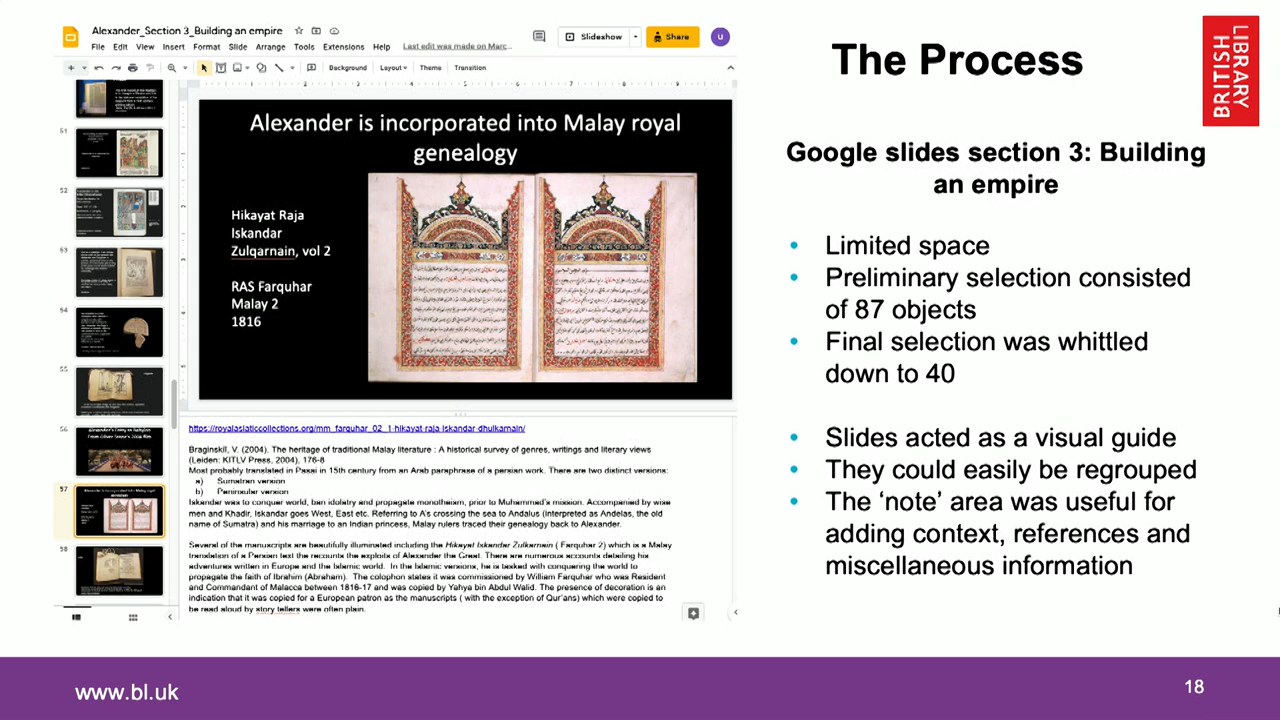 Alexander_Section 3_Building an empire
File Edit View Insert Format Slide Arrange Tools Extensions Help Last edit was made on Marc...
Slideshow
Share
U
Background Layout Theme Transition
51
52
53
54
55
56
57
58
Alexander is incorporated into Malay royal
genealogy
Hikayat Raja
Iskandar
Zulqarnain, vol 2
RAS Farquhar
Malay 2
1816
https://royalasiaticcollections.org/mm_farquhar_02_1-hikayat-raja-iskandar-dhulkarnain/
Braginskiĭ, V. (2004). The heritage of traditional Malay literature : A historical survey of genres, writings and literary views
(Leiden: KITLV Press, 2004), 176-8
Most probably translated in Pasai in 15th century from an Arab paraphrase of a persian work. There are two distinct versions:
a) Sumatran version
b) Peninsular version
Iskandar was to conquer world, ban idolatry and propagate monotheism, prior to Muhammad's mission. Accompanied by wise
men and Khadir, Iskandar goes West, East etc. Referring to A's crossing the sea to Andalus (interpreted as Andelas, the old
name of Sumatra) and his marriage to an Indian princess, Malay rulers traced their genealogy back to Alexander.
Several of the manuscripts are beautifully illuminated including the Hikayat Iskandar Zulkarnain ( Farquhar 2) which is a Malay
translation of a Persian text the recounts the exploits of Alexander the Great. There are numerous accounts detailing his
adventures written in Europe and the Islamic world. In the Islamic versions, he is tasked with conquering the world to
propagate the faith of Ibrahim (Abraham). The colophon states it was commissioned by William Farquhar who was Resident
and Commandant of Malacca between 1816-17 and was copied by Yahya bin Abdul Walid. The presence of decoration is an
indication that it was copied for a European patron as the manuscripts ( with the exception of Qur'ans) which were copied to
be read aloud by story tellers were often plain.
The Process
BRITISH
LIBRARY
Google slides section 3: Building
an empire
• Limited space
• Preliminary selection consisted
of 87 objects
• Final selection was whittled
down to 40
• Slides acted as a visual guide
• They could easily be regrouped
• The 'note' area was useful for
adding context, references and
miscellaneous information
www.bl.uk
18